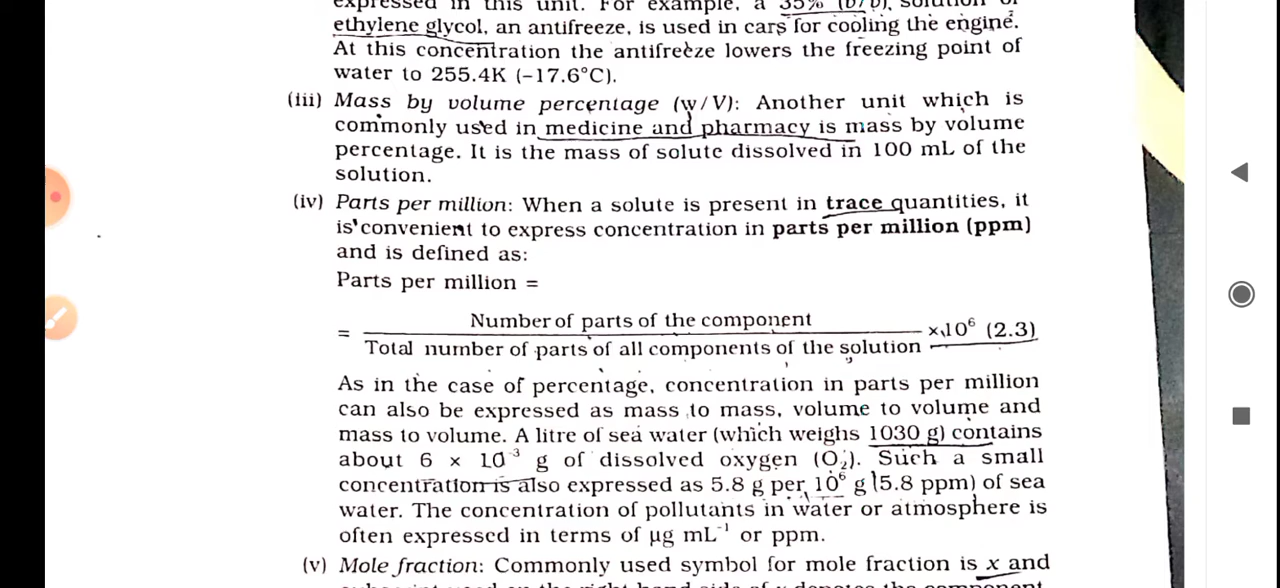 expressed in this unit. For example, a 35% (v/v) solution of
ethylene glycol, an antifreeze, is used in cars for cooling the engine.
At this concentration the antifreeze lowers the freezing point of
water to 255.4K (–17.6°C).
(iii) Mass by volume percentage (w/V): Another unit which is
commonly used in medicine and pharmacy is mass by volume
percentage. It is the mass of solute dissolved in 100 mL of the
solution.
(iv) Parts per million: When a solute is present in trace quantities, it
is convenient to express concentration in parts per million (ppm)
and is defined as:
Parts per million =
= Number of parts of the component
Total number of parts of all components of the solution ×10⁶ (2.3)
As in the case of percentage, concentration in parts per million
can also be expressed as mass to mass, volume to volume and
mass to volume. A litre of sea water (which weighs 1030 g) contains
about 6 × 10⁻³ g of dissolved oxygen (O₂). Such a small
concentration is also expressed as 5.8 g per 10⁶ g (5.8 ppm) of sea
water. The concentration of pollutants in water or atmosphere is
often expressed in terms of μg mL⁻¹ or ppm.
(v) Mole fraction: Commonly used symbol for mole fraction is x and